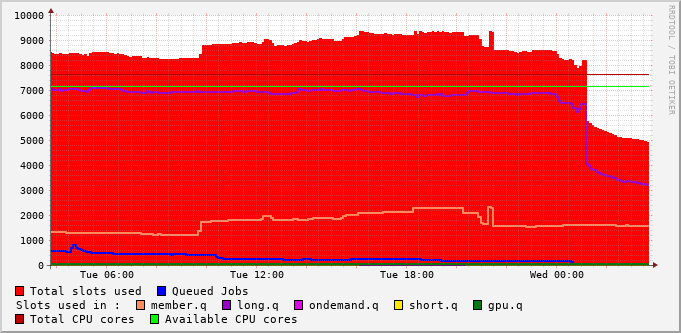 10000
9000
8000
7000
6000
5000
4000
3000
2000
1000
0
Tue 06:00 Tue 12:00 Tue 18:00 Wed 00:00
RRDTOOL / TOBI OETIKER
Total slots used Queued Jobs
Slots used in : member.q long.q ondemand.q short.q gpu.q
Total CPU cores Available CPU cores